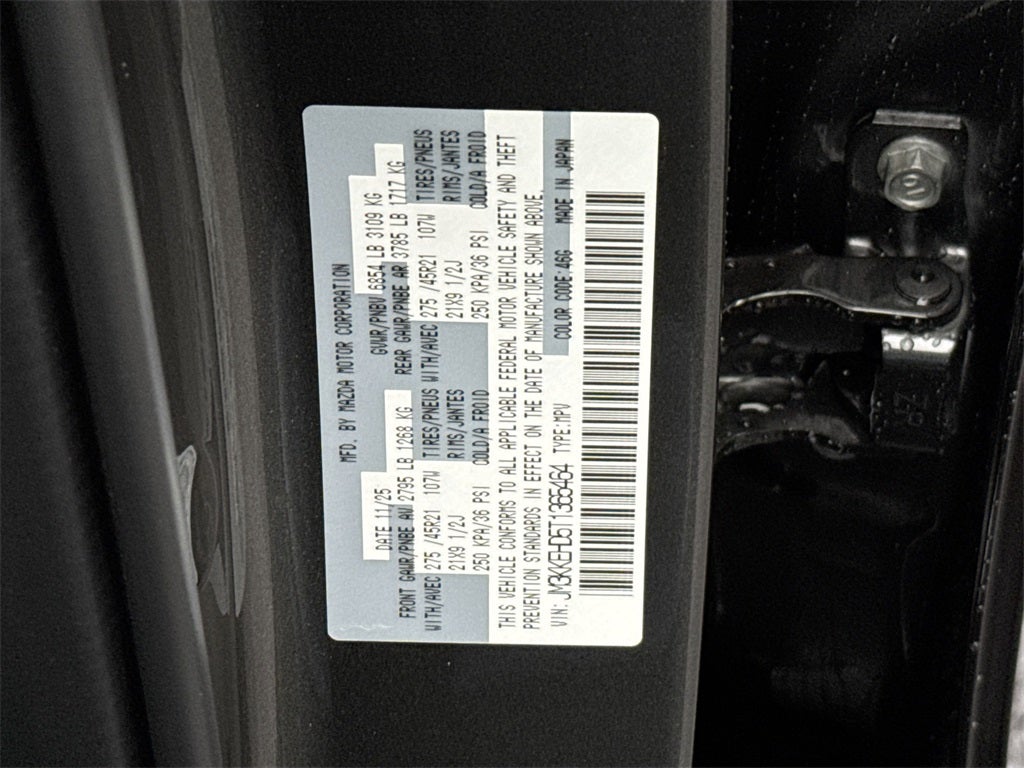 MFD. BY MAZDA MOTOR CORPORATION
DATE 11/25 GVWR/PNBV 6854 LB 3109 KG
FRONT GAWR/PNBE AV 2795 LB 1268 KG REAR GAWR/PNBE AR 3785 LB 1717 KG
WITH/AVEC 275 /45R21 107W TIRES/PNEUS WITH/AVEC 275 /45R21 107W TIRES/PNEUS
21X9 1/2J RIMS/JANTES 21X9 1/2J RIMS/JANTES
250 KPA/36 PSI COLD/A FROID 250 KPA/36 PSI COLD/A FROID
THIS VEHICLE CONFORMS TO ALL APPLICABLE FEDERAL MOTOR VEHICLE SAFETY AND THEFT
PREVENTION STANDARDS IN EFFECT ON THE DATE OF MANUFACTURE SHOWN ABOVE.
VIN: JM3KKEHD5T1365464 TYPE:MPV COLOR CODE:46G MADE IN JAPAN